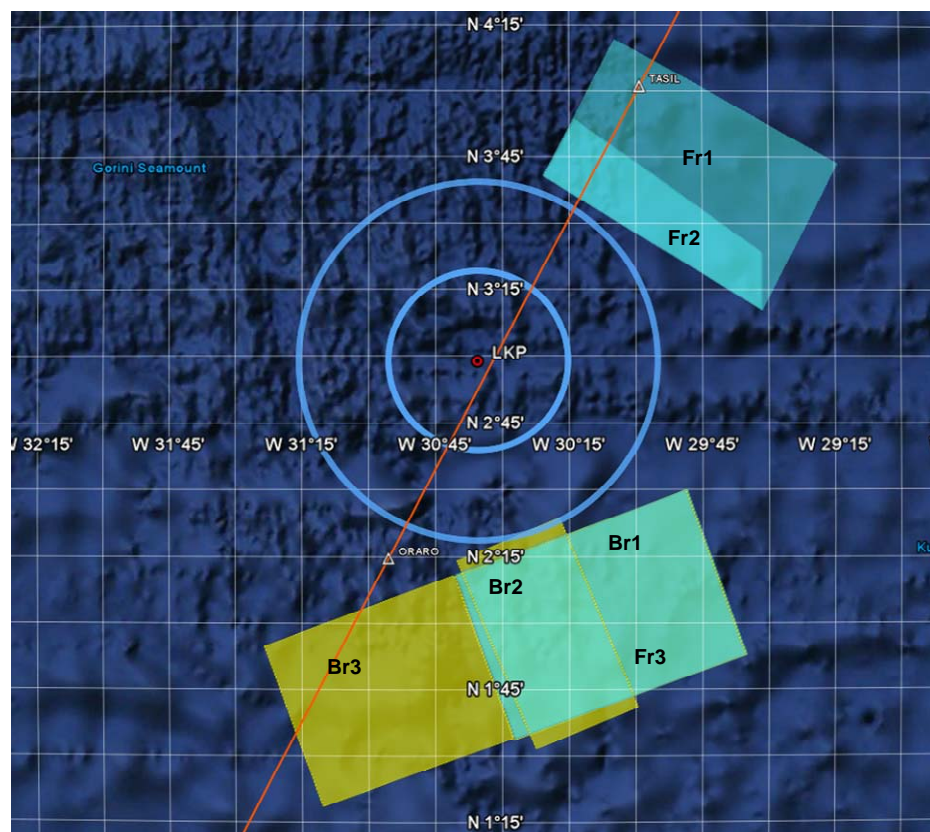 N 4°15'
TASIL
N 3°45'
Gorini Seamount
Fr1
Fr2
N 3°15'
LKP
N 2°45'
W 32°15'
W 31°45'
W 31°15'
W 30°45'
W 30°15'
W 29°45'
W 29°15'
ORARO
N 2°15'
Br1
Br2
Br3
Fr3
N 1°45'
N 1°15'